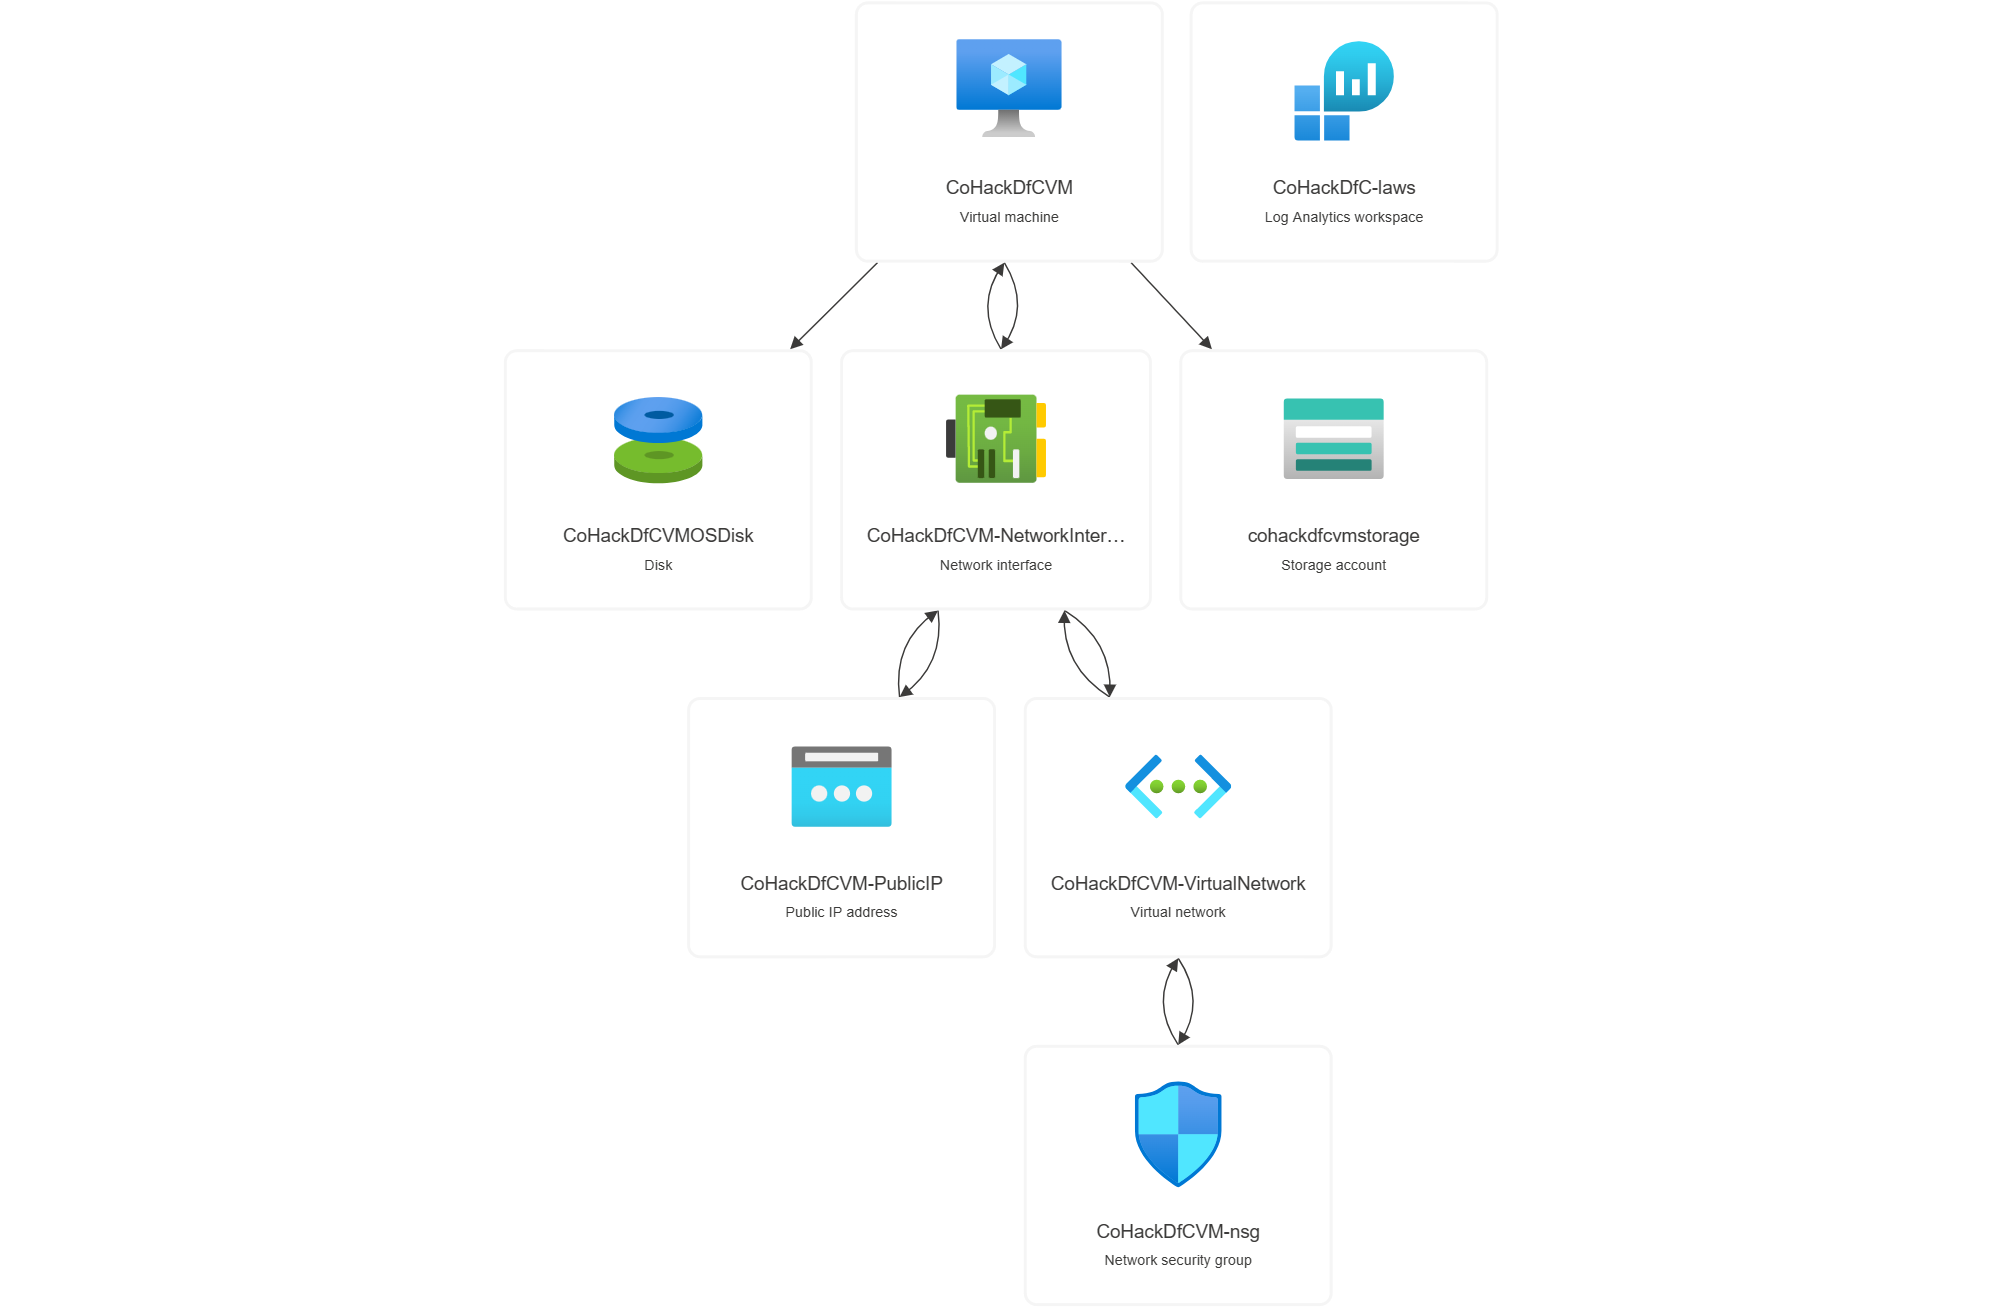 CoHackDfCVM
Virtual machine
CoHackDfC-laws
Log Analytics workspace
CoHackDfCVMOSDisk
Disk
CoHackDfCVM-NetworkInter…
Network interface
cohackdfcvmstorage
Storage account
CoHackDfCVM-PublicIP
Public IP address
CoHackDfCVM-VirtualNetwork
Virtual network
CoHackDfCVM-nsg
Network security group